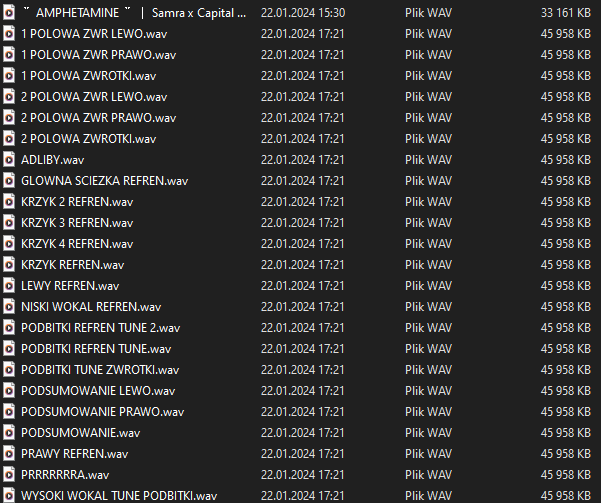 ¨ AMPHETAMINE ¨ | Samra x Capital ... 22.01.2024 15:30 Plik WAV 33 161 KB
1 POLOWA ZWR LEWO.wav 22.01.2024 17:21 Plik WAV 45 958 KB
1 POLOWA ZWR PRAWO.wav 22.01.2024 17:21 Plik WAV 45 958 KB
1 POLOWA ZWROTKI.wav 22.01.2024 17:21 Plik WAV 45 958 KB
2 POLOWA ZWR LEWO.wav 22.01.2024 17:21 Plik WAV 45 958 KB
2 POLOWA ZWR PRAWO.wav 22.01.2024 17:21 Plik WAV 45 958 KB
2 POLOWA ZWROTKI.wav 22.01.2024 17:21 Plik WAV 45 958 KB
ADLIBY.wav 22.01.2024 17:21 Plik WAV 45 958 KB
GLOWNA SCIEZKA REFREN.wav 22.01.2024 17:21 Plik WAV 45 958 KB
KRZYK 2 REFREN.wav 22.01.2024 17:21 Plik WAV 45 958 KB
KRZYK 3 REFREN.wav 22.01.2024 17:21 Plik WAV 45 958 KB
KRZYK 4 REFREN.wav 22.01.2024 17:21 Plik WAV 45 958 KB
KRZYK REFREN.wav 22.01.2024 17:21 Plik WAV 45 958 KB
LEWY REFREN.wav 22.01.2024 17:21 Plik WAV 45 958 KB
NISKI WOKAL REFREN.wav 22.01.2024 17:21 Plik WAV 45 958 KB
PODBITKI REFREN TUNE 2.wav 22.01.2024 17:21 Plik WAV 45 958 KB
PODBITKI REFREN TUNE.wav 22.01.2024 17:21 Plik WAV 45 958 KB
PODBITKI TUNE ZWROTKI.wav 22.01.2024 17:21 Plik WAV 45 958 KB
PODSUMOWANIE LEWO.wav 22.01.2024 17:21 Plik WAV 45 958 KB
PODSUMOWANIE PRAWO.wav 22.01.2024 17:21 Plik WAV 45 958 KB
PODSUMOWANIE.wav 22.01.2024 17:21 Plik WAV 45 958 KB
PRAWY REFREN.wav 22.01.2024 17:21 Plik WAV 45 958 KB
PRRRRRRRA.wav 22.01.2024 17:21 Plik WAV 45 958 KB
WYSOKI WOKAL TUNE PODBITKI.wav 22.01.2024 17:21 Plik WAV 45 958 KB